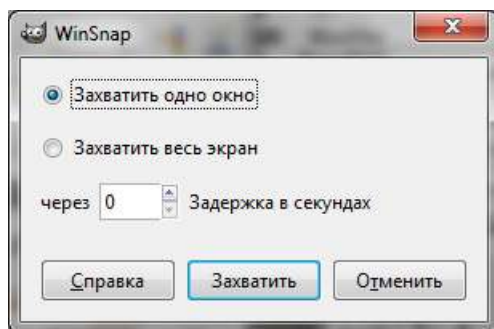 WinSnap
Захватить одно окно
Захватить весь экран
через 0 Задержка в секундах
Справка Захватить Отменить